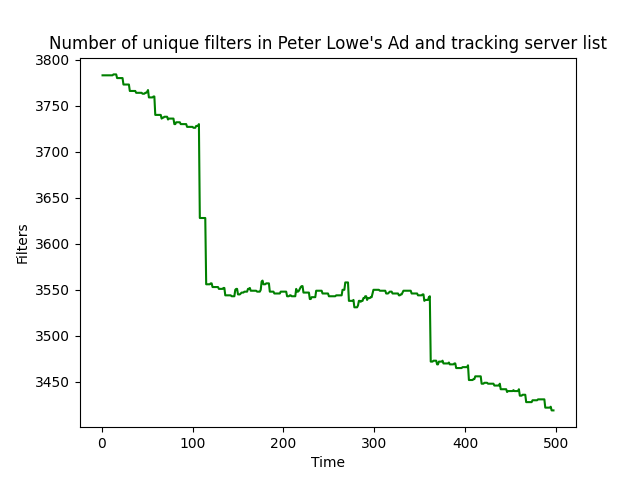 Number of unique filters in Peter Lowe's Ad and tracking server list
3800
3750
3700
3650
3600
3550
3500
3450
Filters
0 100 200 300 400 500
Time